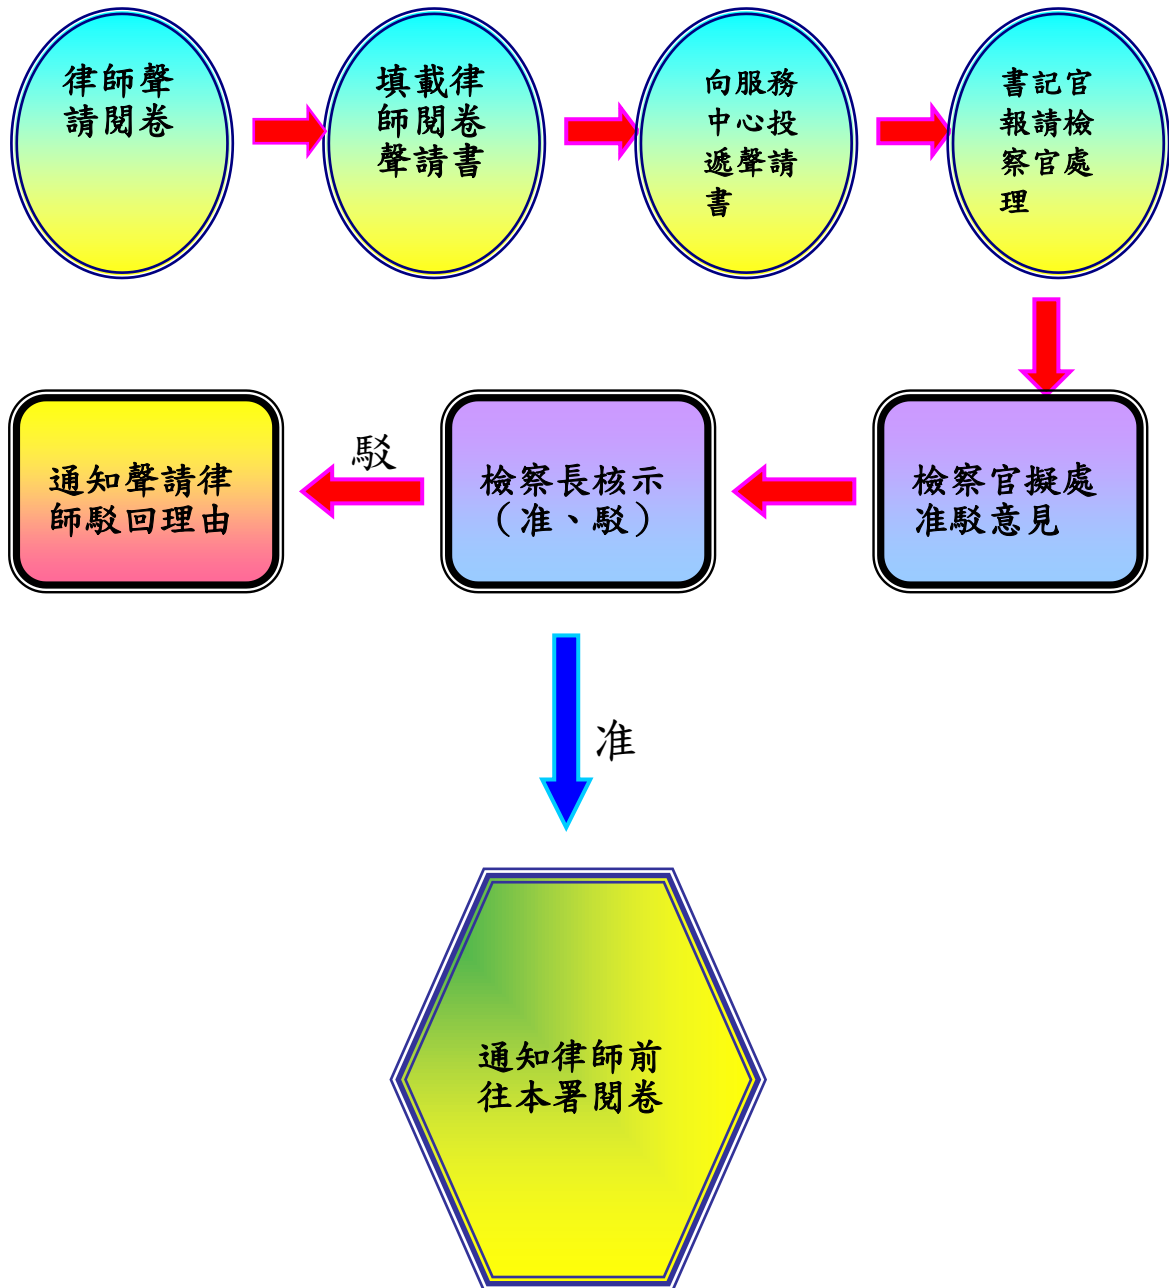 律師聲
請閱卷
填載律
師閱卷
聲請書
向服務
中心投
遞聲請
書
書記官
報請檢
察官處
理
檢察官擬處
准駁意見
檢察長核示
（准、駁）
駁
通知聲請律
師駁回理由
准
通知律師前
往本署閱卷